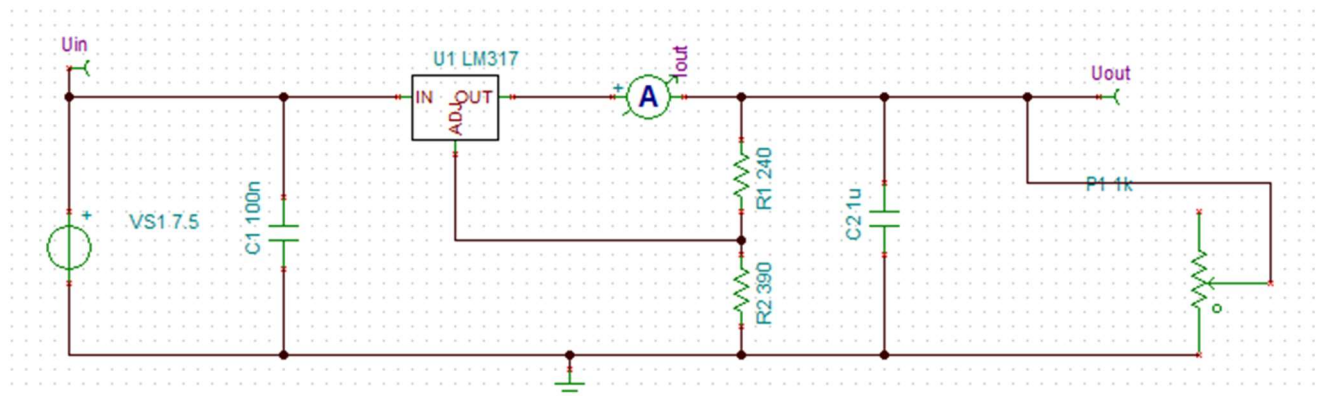 Uin
U1 LM317
Iout
Uout
IN
OUT
ADJ
+
A
R1 240
P1 1k
+
VS1 7.5
C1 100n
C2 1u
R2 390